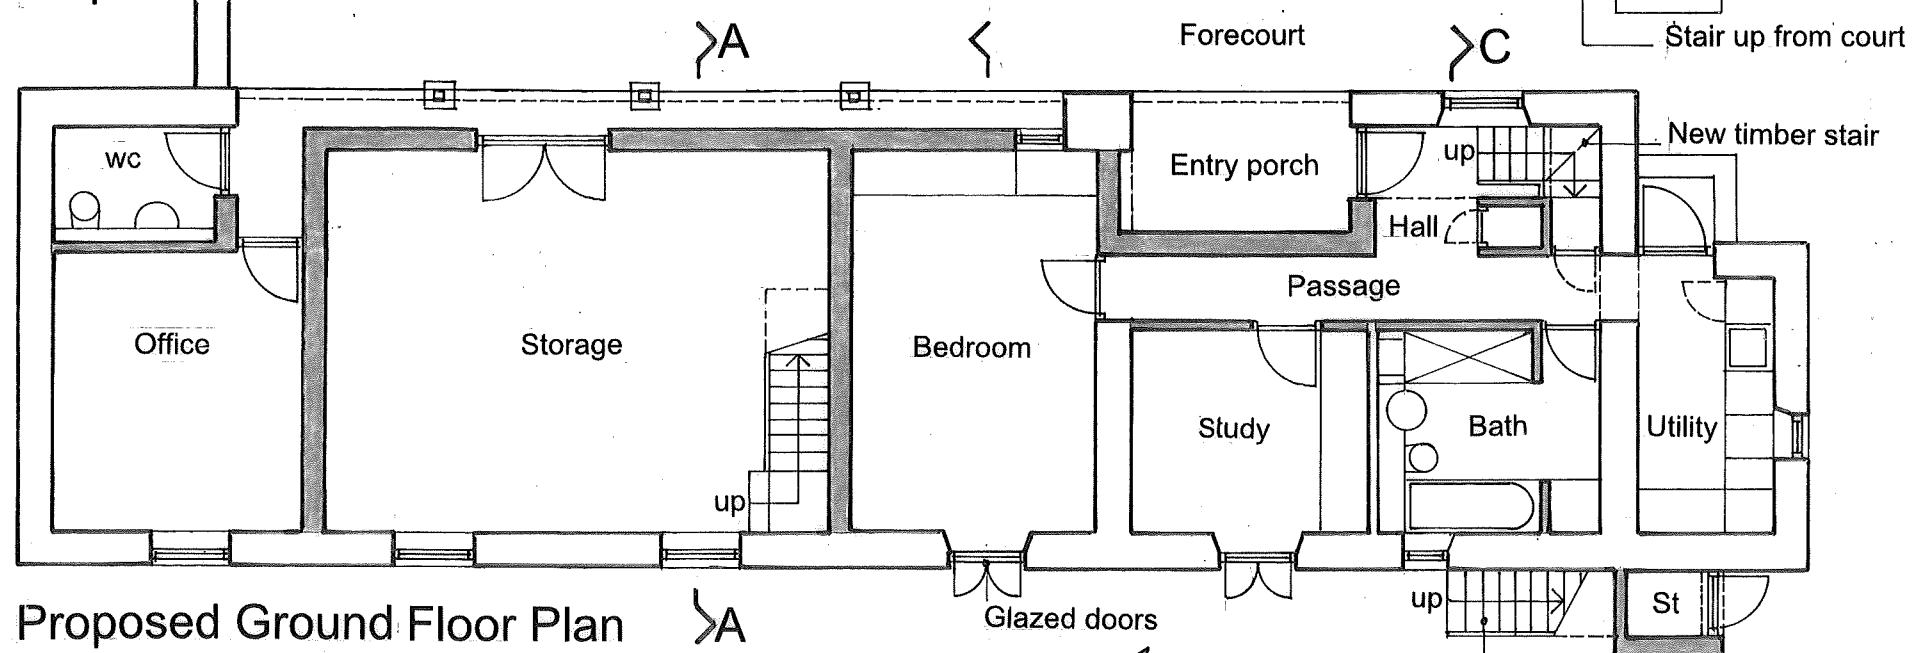 A
Forecourt
C
Stair up from court
New timber stair
wc
Entry porch
up
Hall
Passage
Office
Storage
Bedroom
Study
Bath
Utility
up
up
St
Glazed doors
Proposed Ground Floor Plan
A